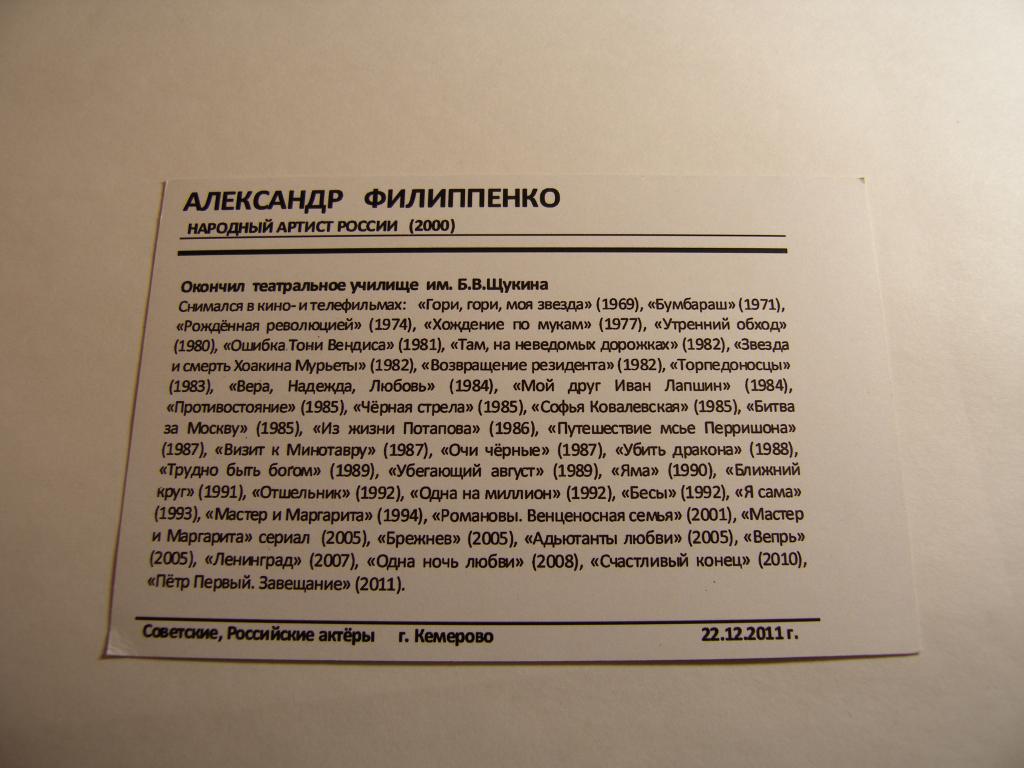 АЛЕКСАНДР ФИЛИППЕНКО
НАРОДНЫЙ АРТИСТ РОССИИ (2000)
Окончил театральное училище им. Б.В.Щукина
Снимался в кино- и телефильмах: «Гори, гори, моя звезда» (1969), «Бумбараш» (1971),
«Рождённая революцией» (1974), «Хождение по мукам» (1977), «Утренний обход»
(1980), «Ошибка Тони Вендиса» (1981), «Там, на неведомых дорожках» (1982), «Звезда
и смерть Хоакина Мурьеты» (1982), «Возвращение резидента» (1982), «Торпедоносцы»
(1983), «Вера, Надежда, Любовь» (1984), «Мой друг Иван Лапшин» (1984),
«Противостояние» (1985), «Чёрная стрела» (1985), «Софья Ковалевская» (1985), «Битва
за Москву» (1985), «Из жизни Потапова» (1986), «Путешествие мсье Перришона»
(1987), «Визит к Минотавру» (1987), «Очи чёрные» (1987), «Убить дракона» (1988),
«Трудно быть богом» (1989), «Убегающий август» (1989), «Яма» (1990), «Ближний
круг» (1991), «Отшельник» (1992), «Одна на миллион» (1992), «Бесы» (1992), «Я сама»
(1993), «Мастер и Маргарита» (1994), «Романовы. Венценосная семья» (2001), «Мастер
и Маргарита» сериал (2005), «Брежнев» (2005), «Адьютанты любви» (2005), «Вепрь»
(2005), «Ленинград» (2007), «Одна ночь любви» (2008), «Счастливый конец» (2010),
«Пётр Первый. Завещание» (2011).
Советские, Российские актёры г. Кемерово 22.12.2011 г.